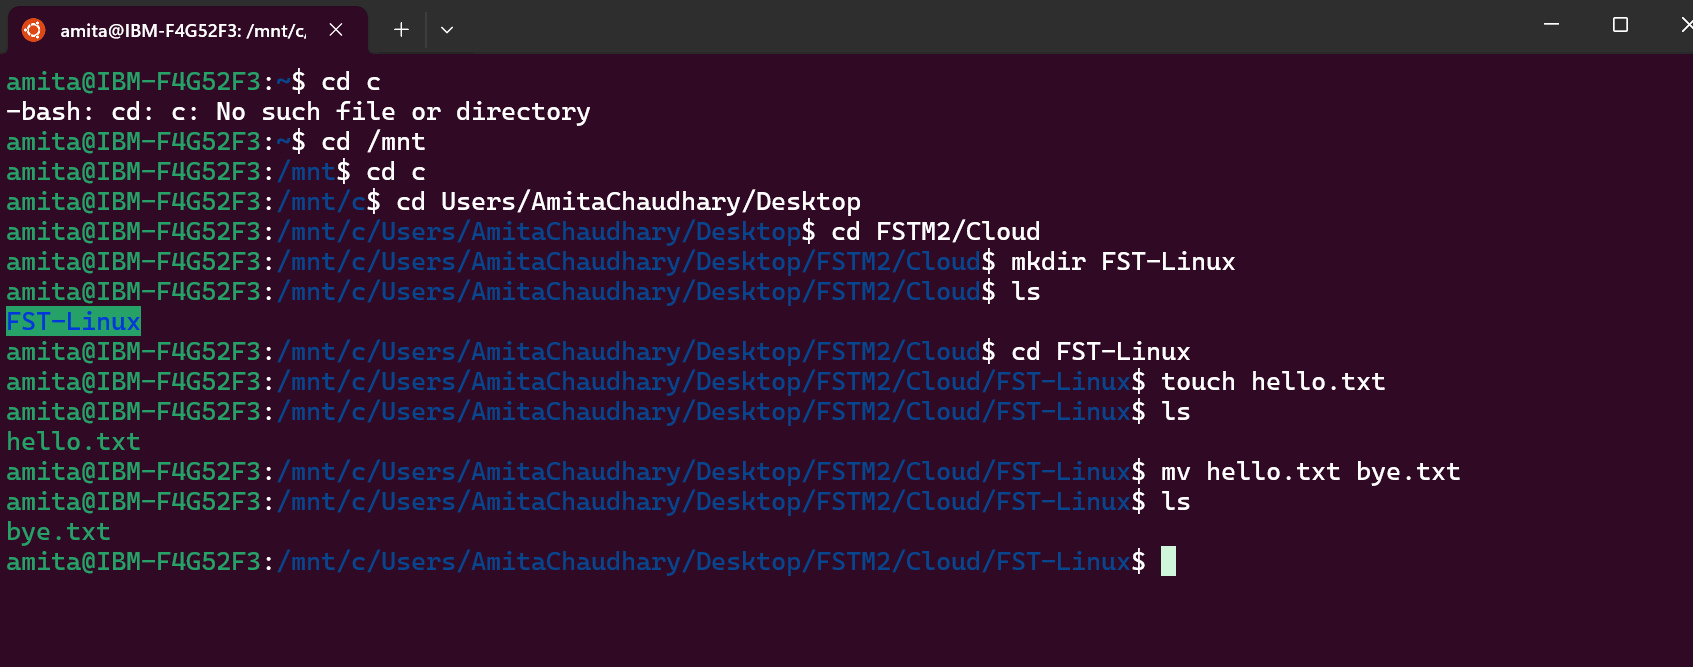 amita@IBM-F4G52F3: /mnt/c/
amita@IBM-F4G52F3:~$ cd c
-bash: cd: c: No such file or directory
amita@IBM-F4G52F3:~$ cd /mnt
amita@IBM-F4G52F3:/mnt$ cd c
amita@IBM-F4G52F3:/mnt/c$ cd Users/AmitaChaudhary/Desktop
amita@IBM-F4G52F3:/mnt/c/Users/AmitaChaudhary/Desktop$ cd FSTM2/Cloud
amita@IBM-F4G52F3:/mnt/c/Users/AmitaChaudhary/Desktop/FSTM2/Cloud$ mkdir FST-Linux
amita@IBM-F4G52F3:/mnt/c/Users/AmitaChaudhary/Desktop/FSTM2/Cloud$ ls
FST-Linux
amita@IBM-F4G52F3:/mnt/c/Users/AmitaChaudhary/Desktop/FSTM2/Cloud$ cd FST-Linux
amita@IBM-F4G52F3:/mnt/c/Users/AmitaChaudhary/Desktop/FSTM2/Cloud/FST-Linux$ touch hello.txt
amita@IBM-F4G52F3:/mnt/c/Users/AmitaChaudhary/Desktop/FSTM2/Cloud/FST-Linux$ ls
hello.txt
amita@IBM-F4G52F3:/mnt/c/Users/AmitaChaudhary/Desktop/FSTM2/Cloud/FST-Linux$ mv hello.txt bye.txt
amita@IBM-F4G52F3:/mnt/c/Users/AmitaChaudhary/Desktop/FSTM2/Cloud/FST-Linux$ ls
bye.txt
amita@IBM-F4G52F3:/mnt/c/Users/AmitaChaudhary/Desktop/FSTM2/Cloud/FST-Linux$